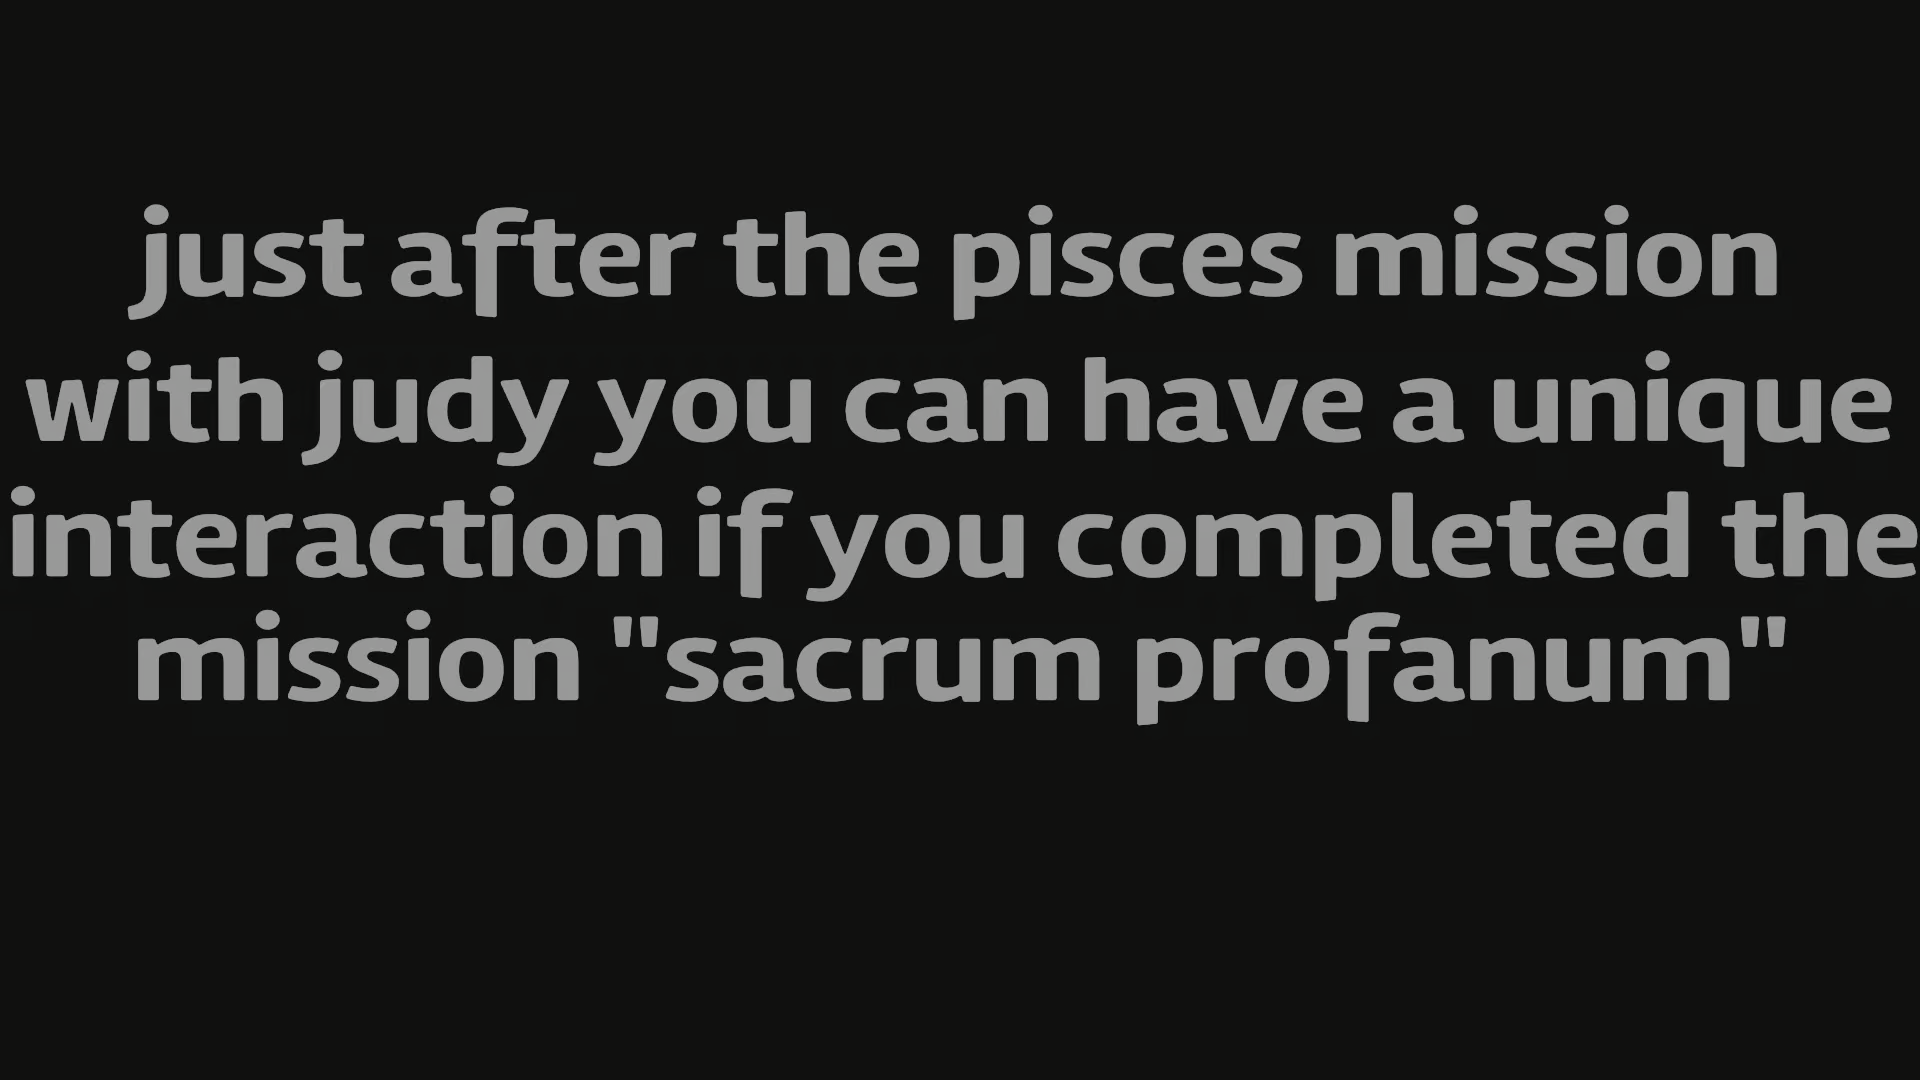 just after the pisces mission
with judy you can have a unique
interaction if you completed the
mission "sacrum profanum"